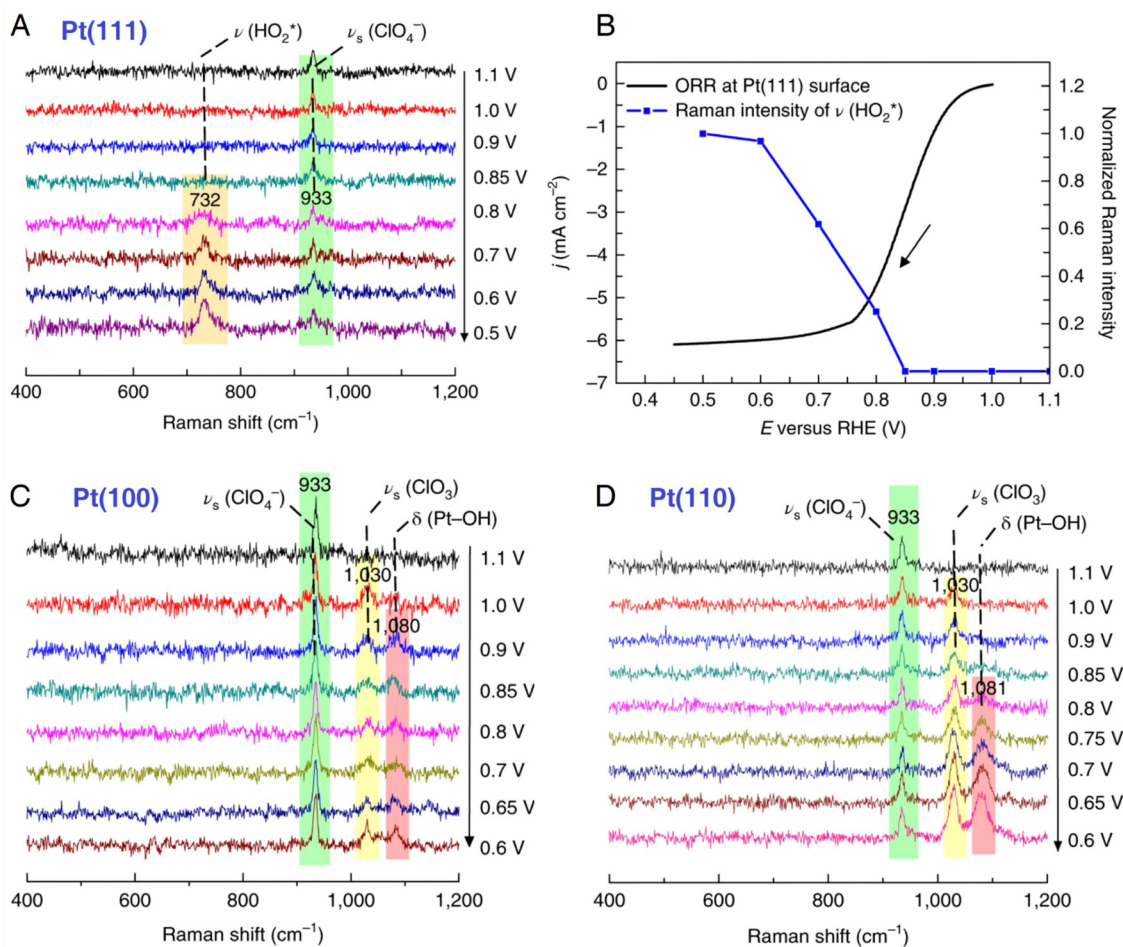 A
Pt(111)
ν (HO₂*)
νₛ (ClO₄⁻)
1.1 V
1.0 V
0.9 V
0.85 V
732
933
0.8 V
0.7 V
0.6 V
0.5 V
400 600 800 1,000 1,200
Raman shift (cm⁻¹)
B
ORR at Pt(111) surface
Raman intensity of ν (HO₂*)
0
−1
−2
−3
−4
−5
−6
−7
j (mA cm⁻²)
1.2
1.0
0.8
0.6
0.4
0.2
0.0
Normalized Raman intensity
0.4 0.5 0.6 0.7 0.8 0.9 1.0 1.1
E versus RHE (V)
C
Pt(100)
933
νₛ (ClO₄⁻)
νₛ (ClO₃)
δ (Pt–OH)
1.1 V
1,030
1.0 V
1,080
0.9 V
0.85 V
0.8 V
0.7 V
0.65 V
0.6 V
400 600 800 1,000 1,200
Raman shift (cm⁻¹)
D
Pt(110)
νₛ (ClO₄⁻)
933
νₛ (ClO₃)
δ (Pt–OH)
1.1 V
1,030
1.0 V
0.9 V
0.85 V
1,081
0.8 V
0.75 V
0.7 V
0.65 V
0.6 V
400 600 800 1,000 1,200
Raman shift (cm⁻¹)